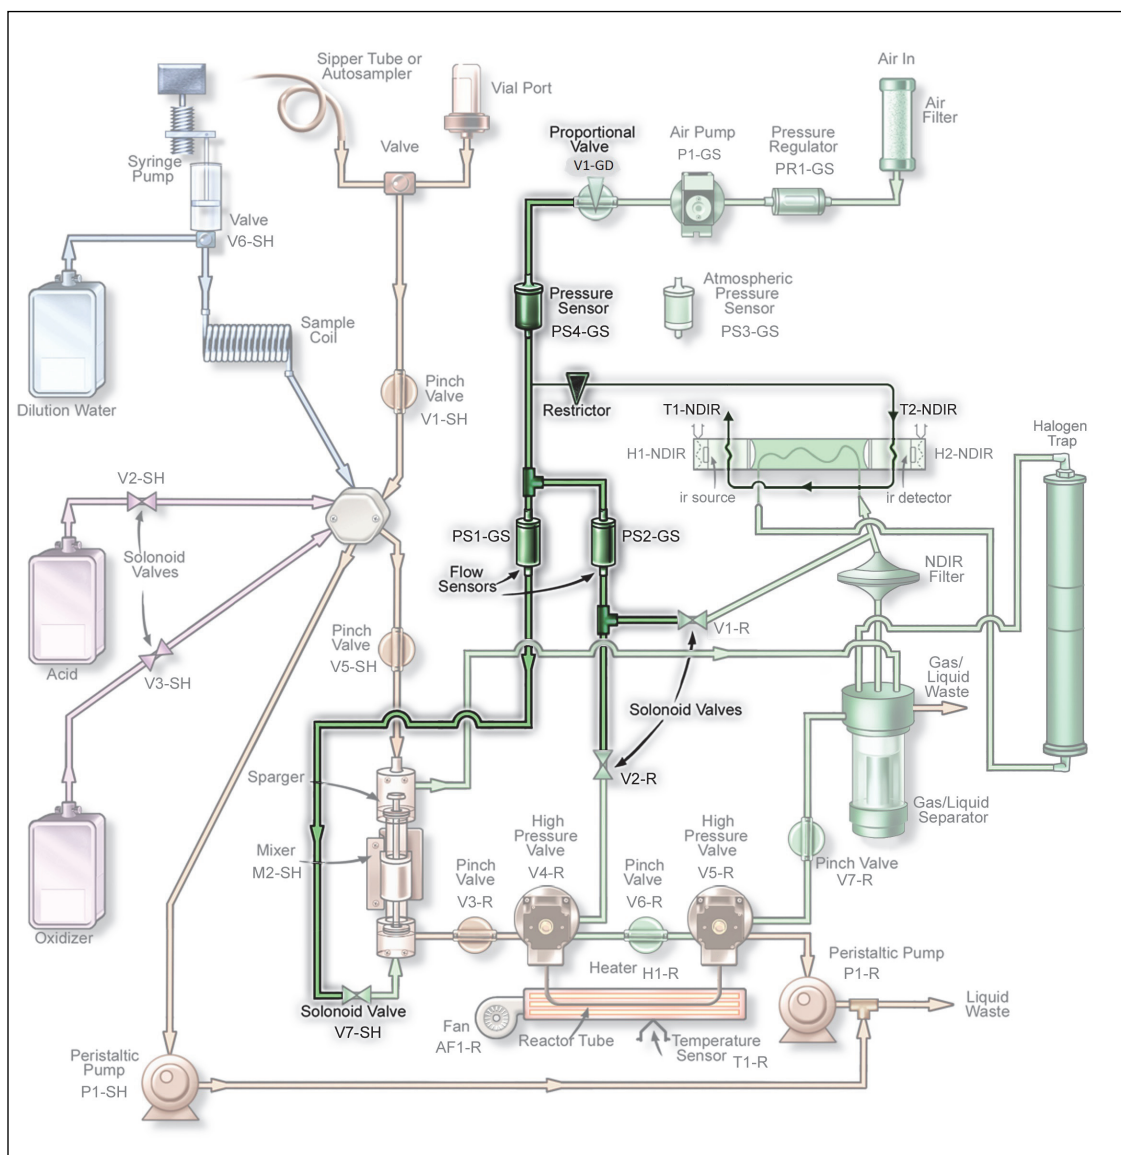 Sipper Tube or
Autosampler
Vial Port
Valve
Syringe
Pump
Valve
V6-SH
Proportional
Valve
V1-GD
Air Pump
P1-GS
Pressure
Regulator
PR1-GS
Air In
Air
Filter
Pressure
Sensor
PS4-GS
Atmospheric
Pressure
Sensor
PS3-GS
Dilution Water
Sample
Coil
Pinch
Valve
V1-SH
Restrictor
T1-NDIR
T2-NDIR
H1-NDIR
H2-NDIR
ir source
ir detector
Halogen
Trap
V2-SH
Solonoid
Valves
V3-SH
Acid
Oxidizer
PS1-GS
PS2-GS
Flow
Sensors
NDIR
Filter
V1-R
Pinch
Valve
V5-SH
Solonoid Valves
V2-R
Gas/
Liquid
Waste
Gas/Liquid
Separator
Sparger
Mixer
M2-SH
Pinch
Valve
V3-R
High
Pressure
Valve
V4-R
Pinch
Valve
V6-R
High
Pressure
Valve
V5-R
Pinch Valve
V7-R
Heater H1-R
Solonoid Valve
V7-SH
Fan
AF1-R
Reactor Tube
Temperature
Sensor T1-R
Peristaltic Pump
P1-R
Liquid
Waste
Peristaltic
Pump
P1-SH